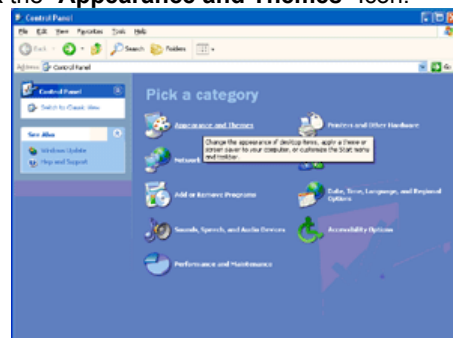 the "Appearance and Themes" icon.
Control Panel
File Edit View Favorites Tools Help
Back Search Folders
Address Control Panel Go
Control Panel
Switch to Classic View
See Also
Windows Update
Help and Support
Pick a category
Appearance and Themes
Printers and Other Hardware
Change the appearance of desktop items, apply a theme or
screen saver to your computer, or customize the Start menu
and taskbar.
Network
Add or Remove Programs
Date, Time, Language, and Regional
Options
Sounds, Speech, and Audio Devices
Accessibility Options
Performance and Maintenance